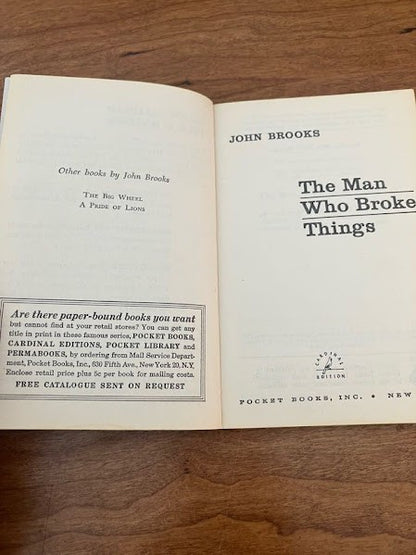 Other books by John Brooks
THE BIG WHEEL
A PRIDE OF LIONS
Are there paper-bound books you want
but cannot find at your retail stores? You can get any
title in print in these famous series, POCKET BOOKS,
CARDINAL EDITIONS, POCKET LIBRARY and
PERMABOOKS, by ordering from Mail Service Depart-
ment, Pocket Books, Inc., 630 Fifth Ave., New York 20, N.Y.
Enclose retail price plus 5c per book for mailing costs.
FREE CATALOGUE SENT ON REQUEST
JOHN BROOKS
The Man
Who Broke
Things
CARDINAL
EDITION
POCKET BOOKS, INC. • NEW